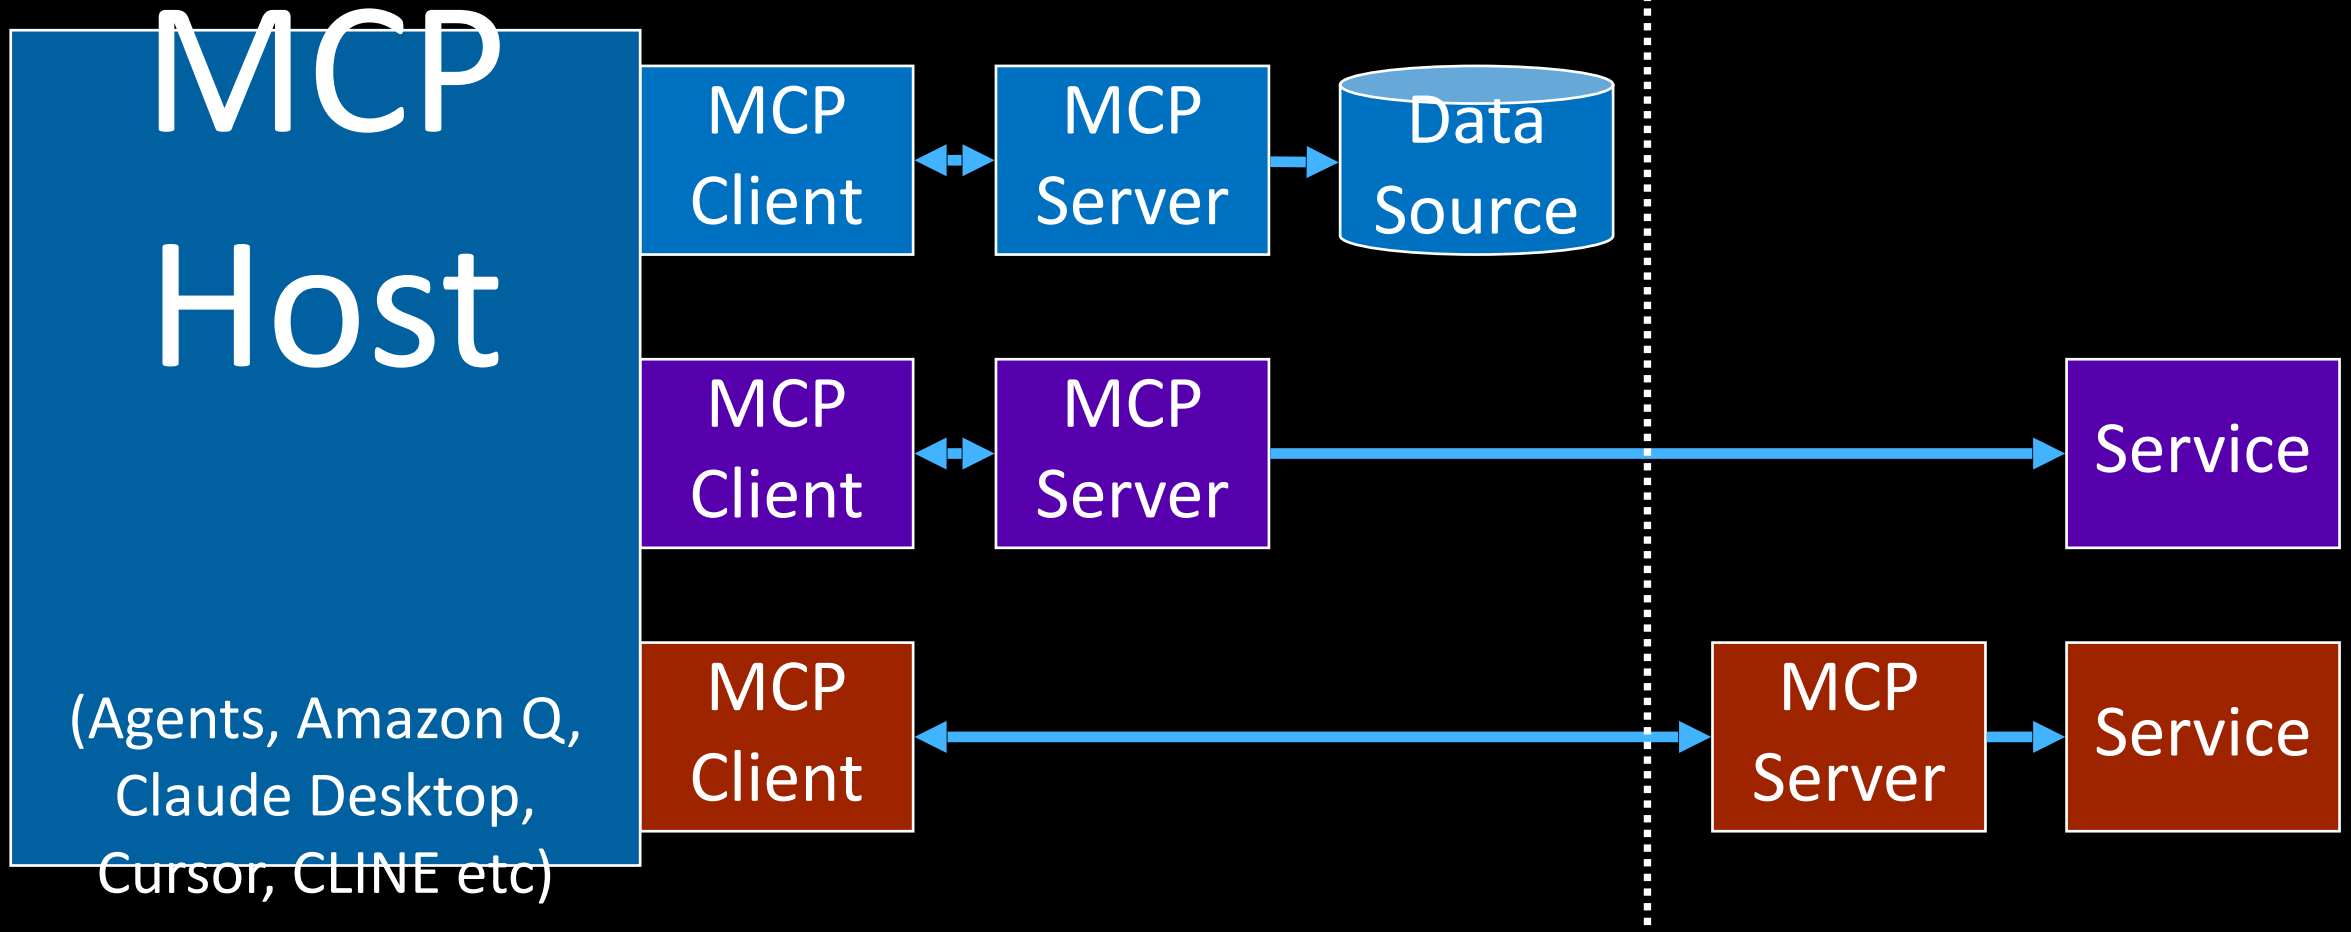 MCP
Host
(Agents, Amazon Q,
Claude Desktop,
Cursor, CLINE etc)
MCP
Client
MCP
Server
Data
Source
MCP
Client
MCP
Server
Service
MCP
Client
MCP
Server
Service